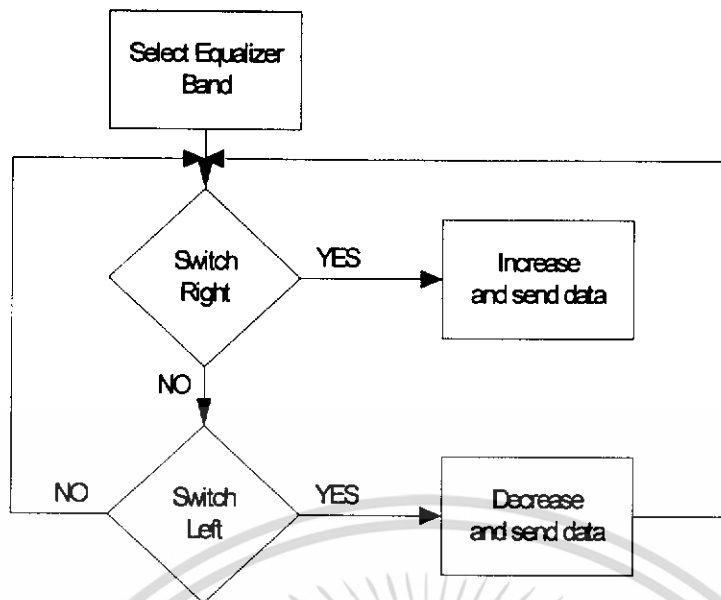 Select Equalizer
Band
Switch
Right
YES
Increase
and send data
NO
NO
Switch
Left
YES
Decrease
and send data